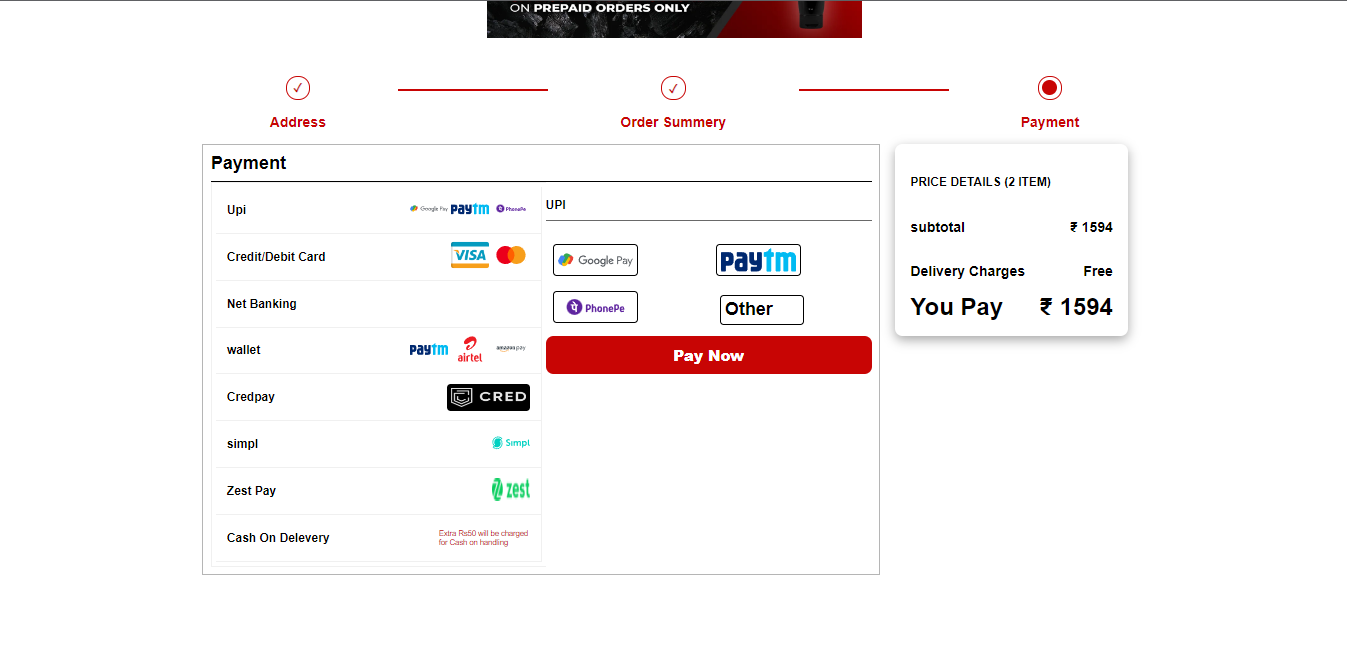 ON PREPAID ORDERS ONLY
✓
✓
Address
Order Summery
Payment
Payment
Upi
Google Pay paytm PhonePe
Credit/Debit Card
VISA
Net Banking
wallet
paytm airtel amazon pay
Credpay
CRED
simpl
Simpl
Zest Pay
zest
Cash On Delevery
Extra Rs50 will be charged
for Cash on handling
UPI
Google Pay
paytm
PhonePe
Other
Pay Now
PRICE DETAILS (2 ITEM)
subtotal ₹ 1594
Delivery Charges Free
You Pay ₹ 1594